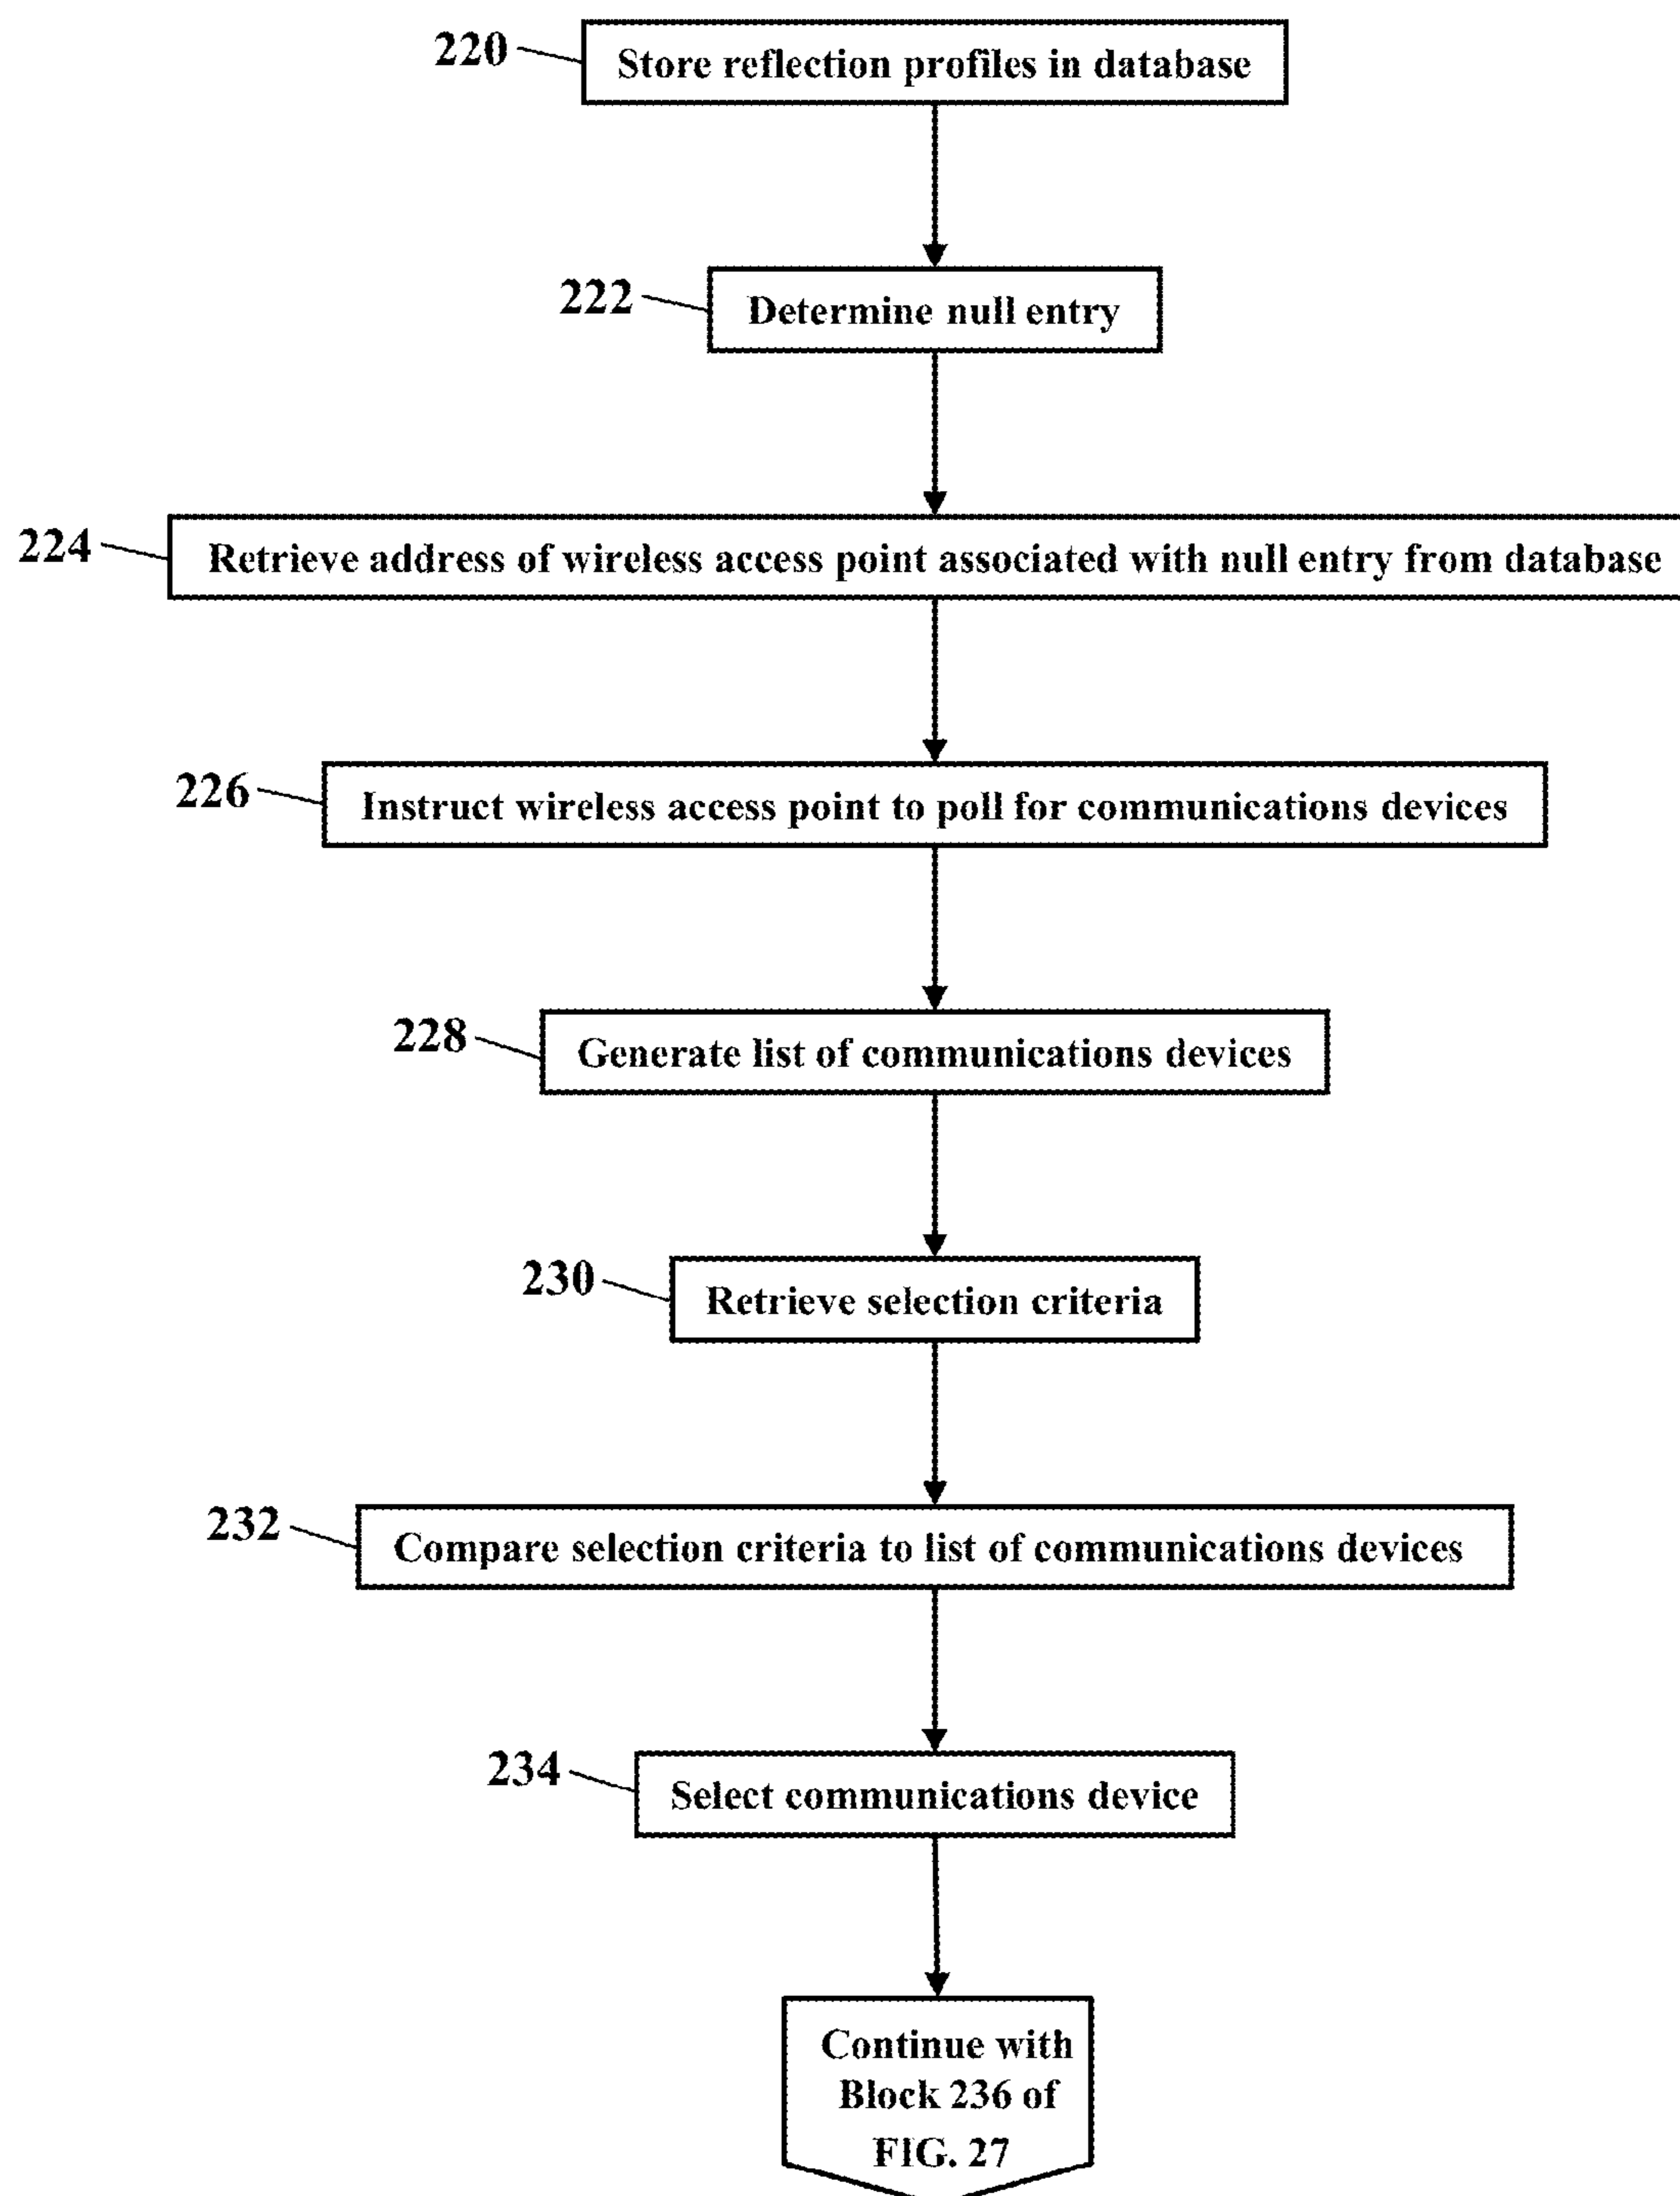 220
Store reflection profiles in database
222
Determine null entry
224
Retrieve address of wireless access point associated with null entry from database
226
Instruct wireless access point to poll for communications devices
228
Generate list of communications devices
230
Retrieve selection criteria
232
Compare selection criteria to list of communications devices
234
Select communications device
Continue with
Block 236 of
FIG. 27